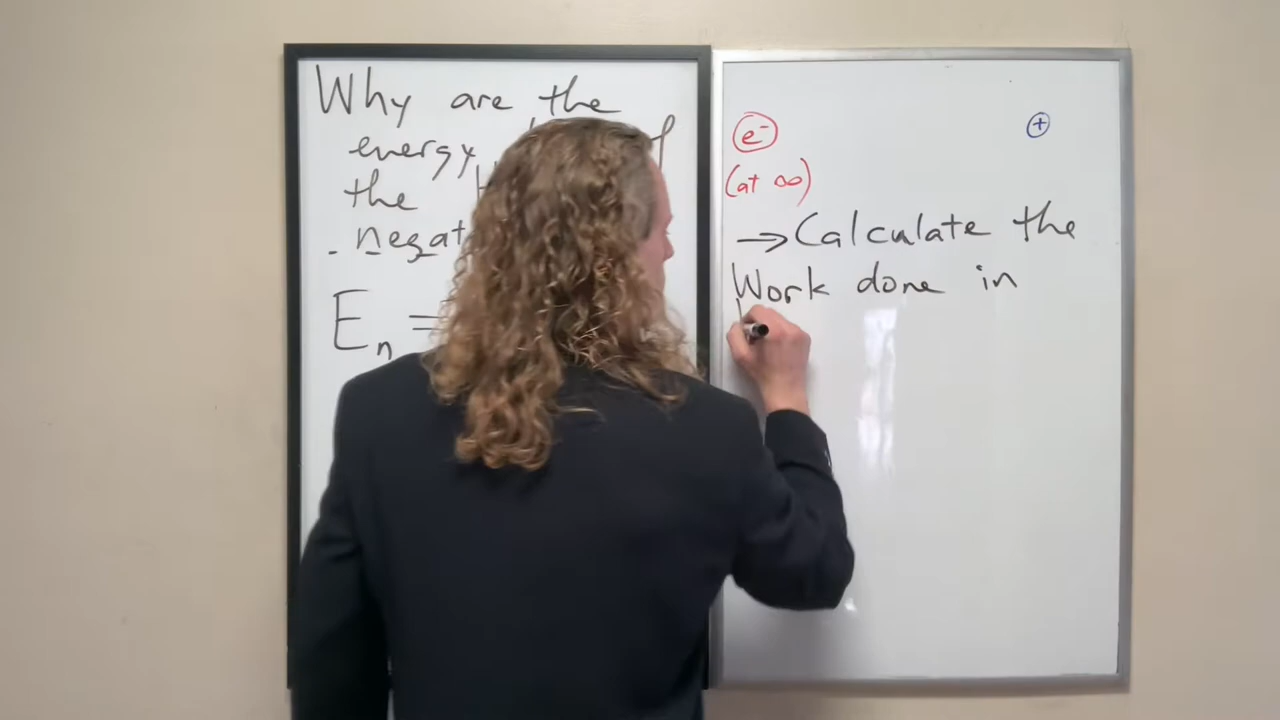 Why are the
energy
the
negat
En =
e- +
(at ∞)
→ Calculate the
Work done in